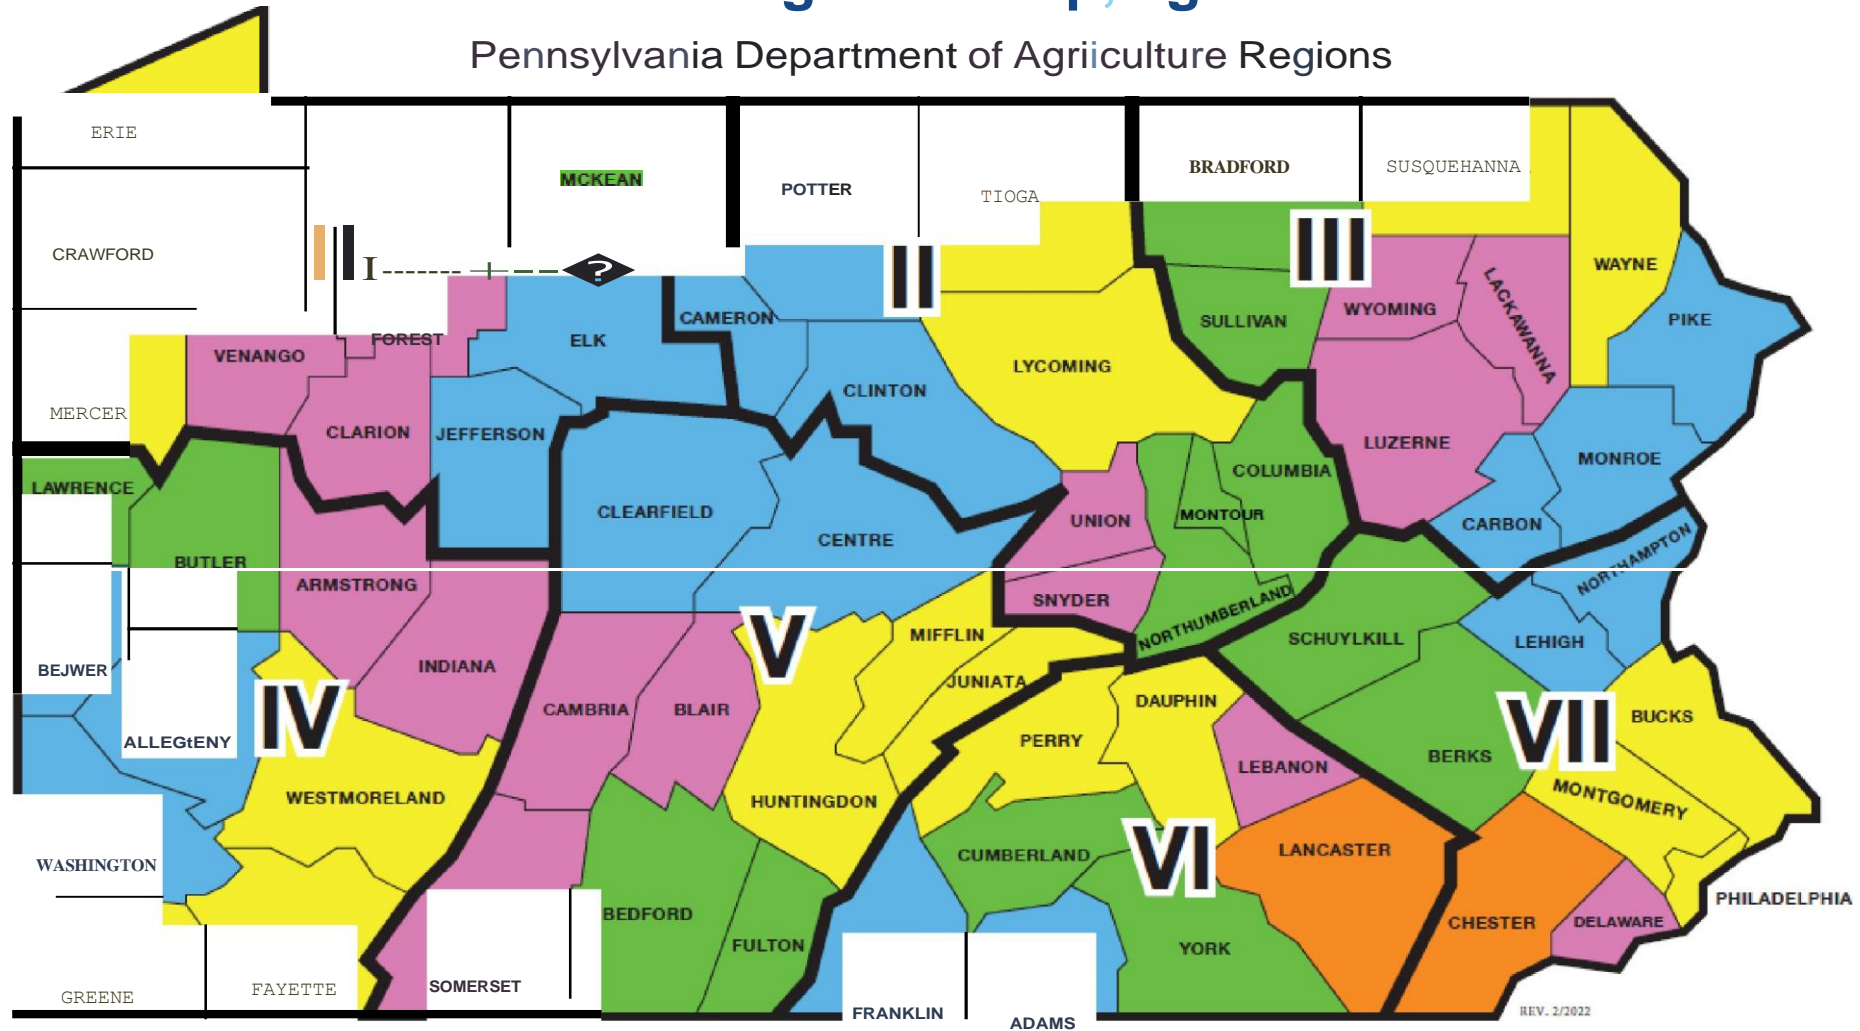 Pennsylvania Department of Agriiculture Regions
ERIE
MCKEAN
POTTER
TIOGA
BRADFORD
SUSQUEHANNA
CRAWFORD
I
?
II
III
WAYNE
FOREST
VENANGO
ELK
CAMERON
SULLIVAN
WYOMING
LACKAWANNA
PIKE
MERCER
CLARION
JEFFERSON
CLINTON
LYCOMING
COLUMBIA
LUZERNE
MONROE
LAWRENCE
CLEARFIELD
CENTRE
UNION
MONTOUR
CARBON
NORTHAMPTON
BUTLER
ARMSTRONG
SNYDER
NORTHUMBERLAND
SCHUYLKILL
LEHIGH
BEJWER
INDIANA
V
MIFFLIN
JUNIATA
ALLEGtENY
IV
CAMBRIA
BLAIR
PERRY
DAUPHIN
LEBANON
BERKS
VII
BUCKS
WESTMORELAND
HUNTINGDON
MONTGOMERY
WASHINGTON
CUMBERLAND
VI
LANCASTER
PHILADELPHIA
BEDFORD
FULTON
YORK
CHESTER
DELAWARE
GREENE
FAYETTE
SOMERSET
FRANKLIN
ADAMS
REV. 2/2022